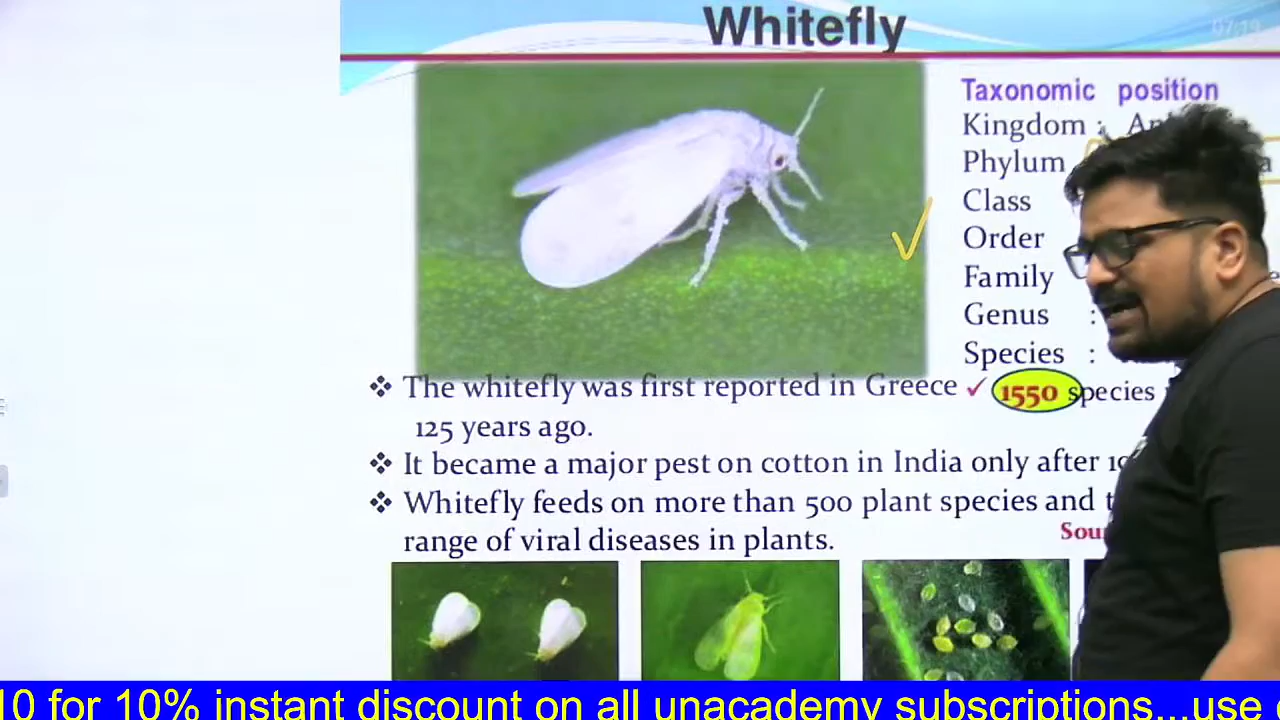 Whitefly
07:19
Taxonomic position
Kingdom :
Phylum
Class
Order
Family
Genus :
Species :
❖ The whitefly was first reported in Greece ✓ 1550 species
125 years ago.
❖ It became a major pest on cotton in India only after
❖ Whitefly feeds on more than 500 plant species and
range of viral diseases in plants.
10 for 10% instant discount on all unacademy subscriptions...use